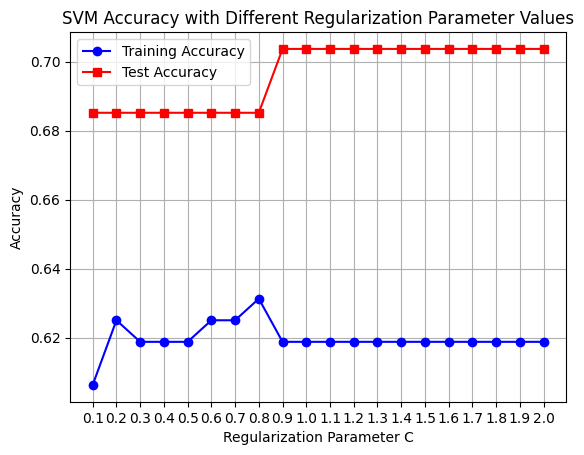 SVM Accuracy with Different Regularization Parameter Values
Training Accuracy
Test Accuracy
Accuracy
0.70
0.68
0.66
0.64
0.62
0.1 0.2 0.3 0.4 0.5 0.6 0.7 0.8 0.9 1.0 1.1 1.2 1.3 1.4 1.5 1.6 1.7 1.8 1.9 2.0
Regularization Parameter C